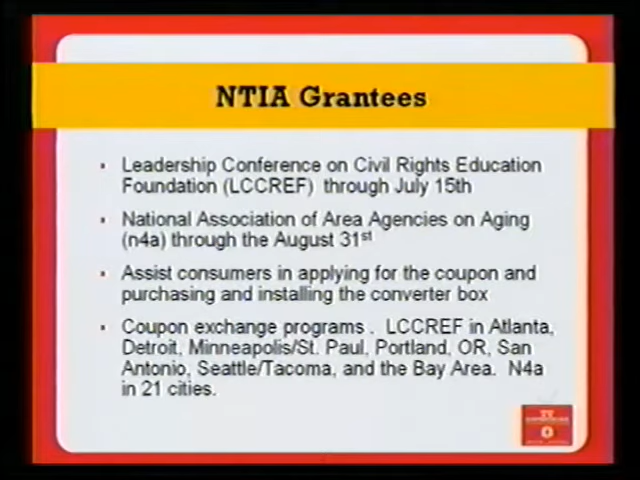 NTIA Grantees
Leadership Conference on Civil Rights Education
Foundation (LCCREF) through July 15th
National Association of Area Agencies on Aging
(n4a) through the August 31st
Assist consumers in applying for the coupon and
purchasing and installing the converter box
Coupon exchange programs . LCCREF in Atlanta,
Detroit, Minneapolis/St. Paul, Portland, OR, San
Antonio, Seattle/Tacoma, and the Bay Area. N4a
in 21 cities.
TV